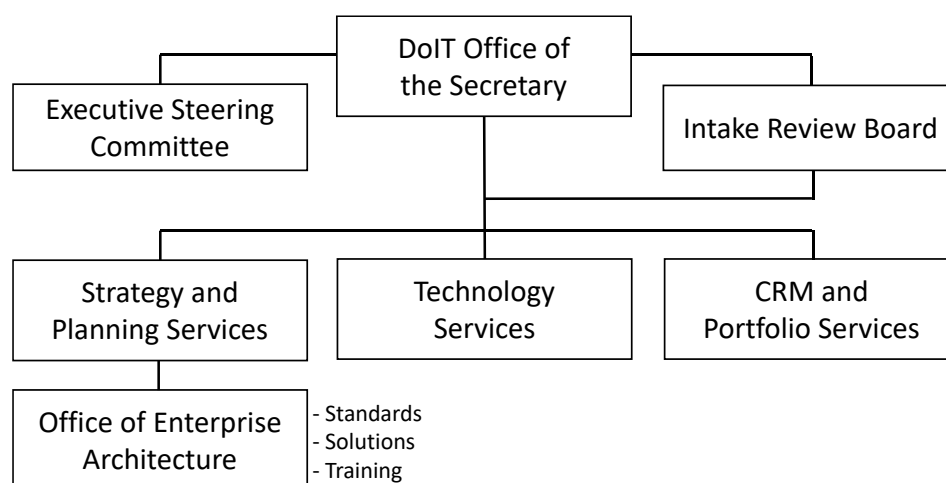 DoIT Office of
the Secretary
Executive Steering
Committee
Intake Review Board
Strategy and
Planning Services
Technology
Services
CRM and
Portfolio Services
Office of Enterprise
Architecture
- Standards
- Solutions
- Training